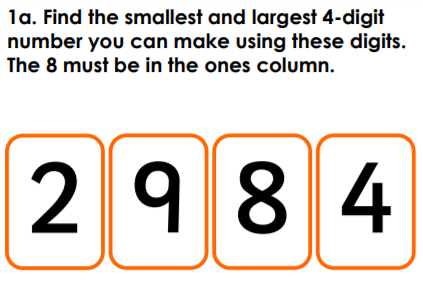 1a. Find the smallest and largest 4-digit
number you can make using these digits.
The 8 must be in the ones column.
2 9 8 4